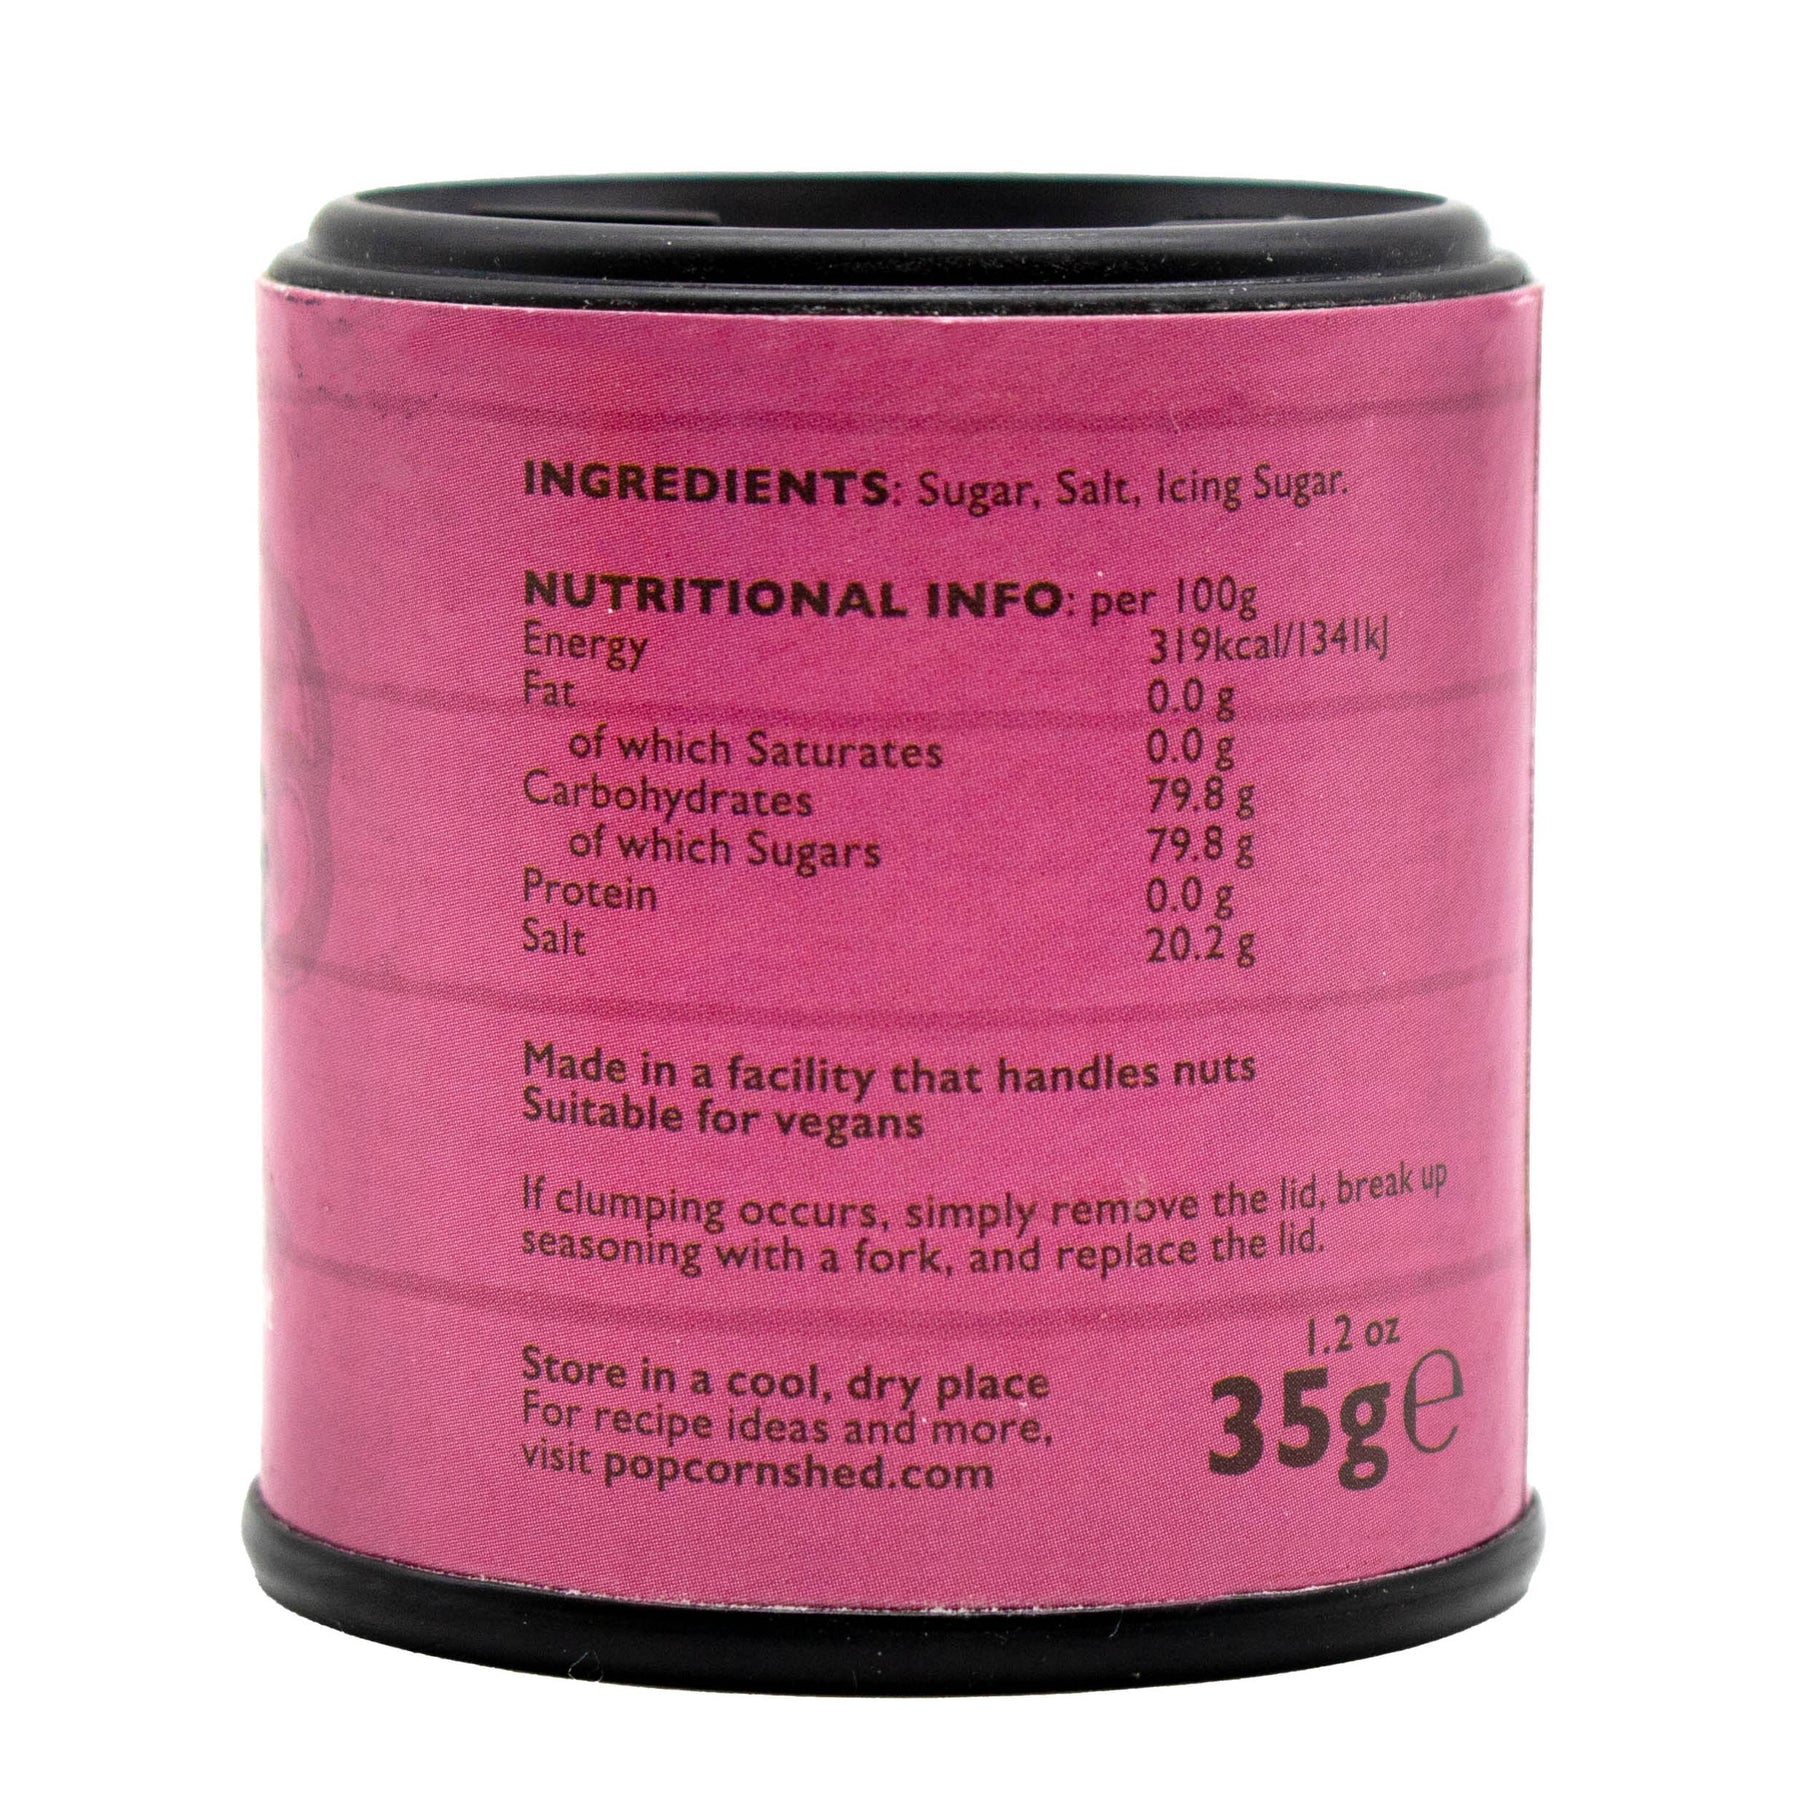 INGREDIENTS: Sugar, Salt, Icing Sugar.
NUTRITIONAL INFO: per 100g
Energy 319kcal/1341kJ
Fat 0.0 g
of which Saturates 0.0 g
Carbohydrates 79.8 g
of which Sugars 79.8 g
Protein 0.0 g
Salt 20.2 g
Made in a facility that handles nuts
Suitable for vegans
If clumping occurs, simply remove the lid, break up
seasoning with a fork, and replace the lid.
Store in a cool, dry place
For recipe ideas and more,
visit popcornshed.com
1.2 oz
35g e